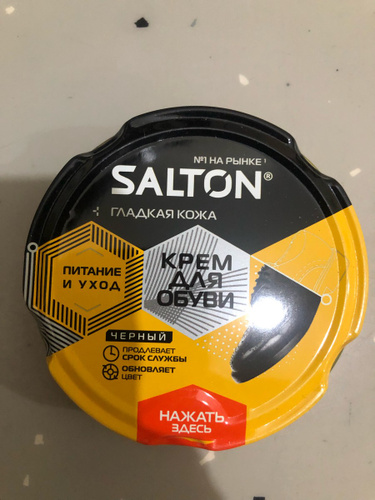 №1 НА РЫНКЕ
SALTON®
ГЛАДКАЯ КОЖА
ПИТАНИЕ
И УХОД
КРЕМ
ДЛЯ
ОБУВИ
ЧЕРНЫЙ
ПРОДЛЕВАЕТ
СРОК СЛУЖБЫ
ОБНОВЛЯЕТ
ЦВЕТ
НАЖАТЬ
ЗДЕСЬ